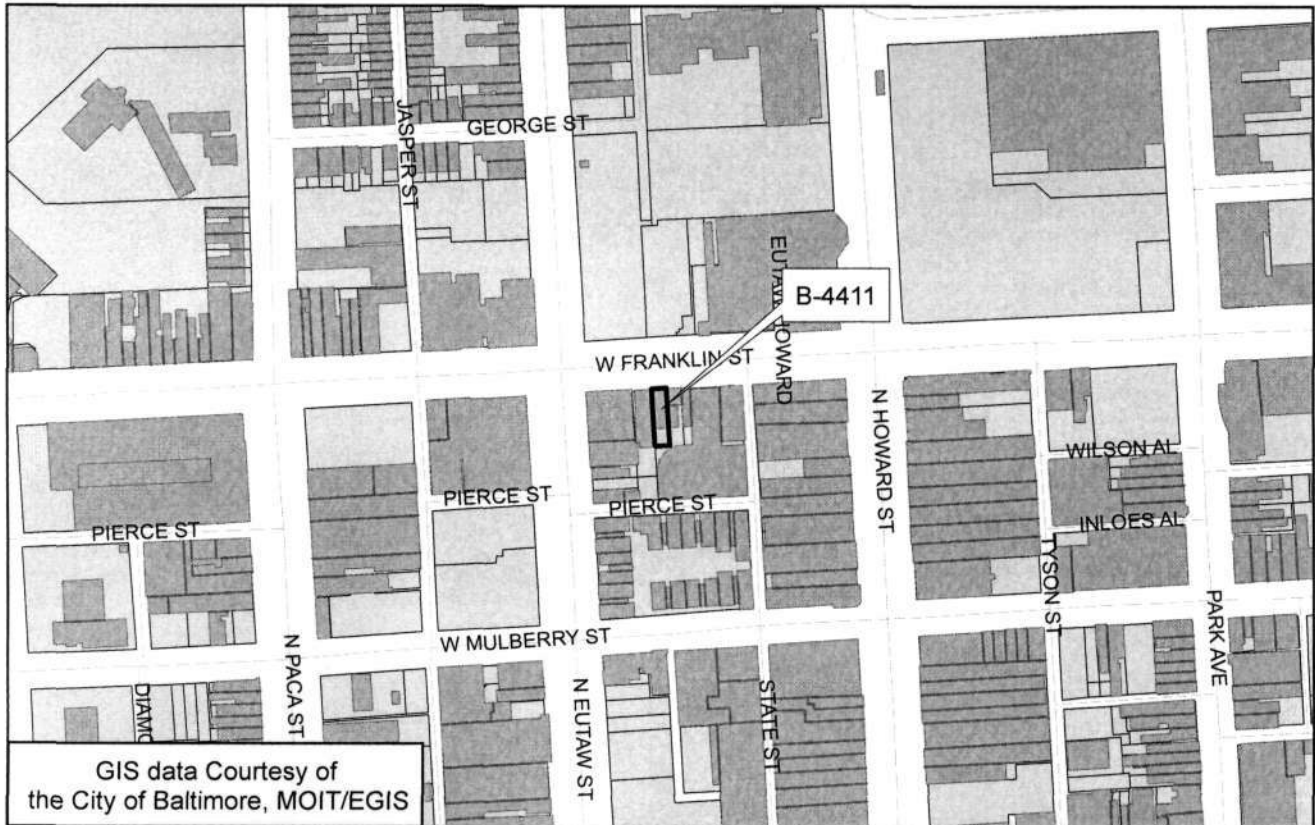 JASPER ST
GEORGE ST
EUTAW HOWARD
B-4411
W FRANKLIN ST
N HOWARD ST
WILSON AL
PIERCE ST
PIERCE ST
PIERCE ST
INLOES AL
TYSON ST
PARK AVE
W MULBERRY ST
N PACA ST
N EUTAW ST
STATE ST
DIAMO
GIS data Courtesy of
the City of Baltimore, MOIT/EGIS